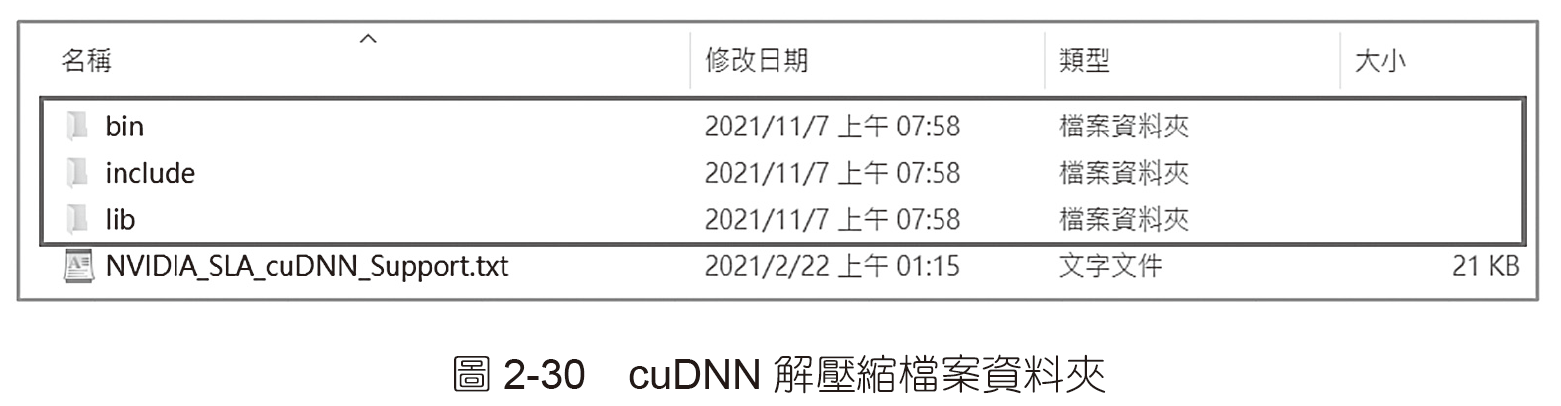 名稱 修改日期 類型 大小
bin 2021/11/7 上午 07:58 檔案資料夾
include 2021/11/7 上午 07:58 檔案資料夾
lib 2021/11/7 上午 07:58 檔案資料夾
NVIDIA_SLA_cuDNN_Support.txt 2021/2/22 上午 01:15 文字文件 21 KB
圖 2-30 cuDNN 解壓縮檔案資料夾